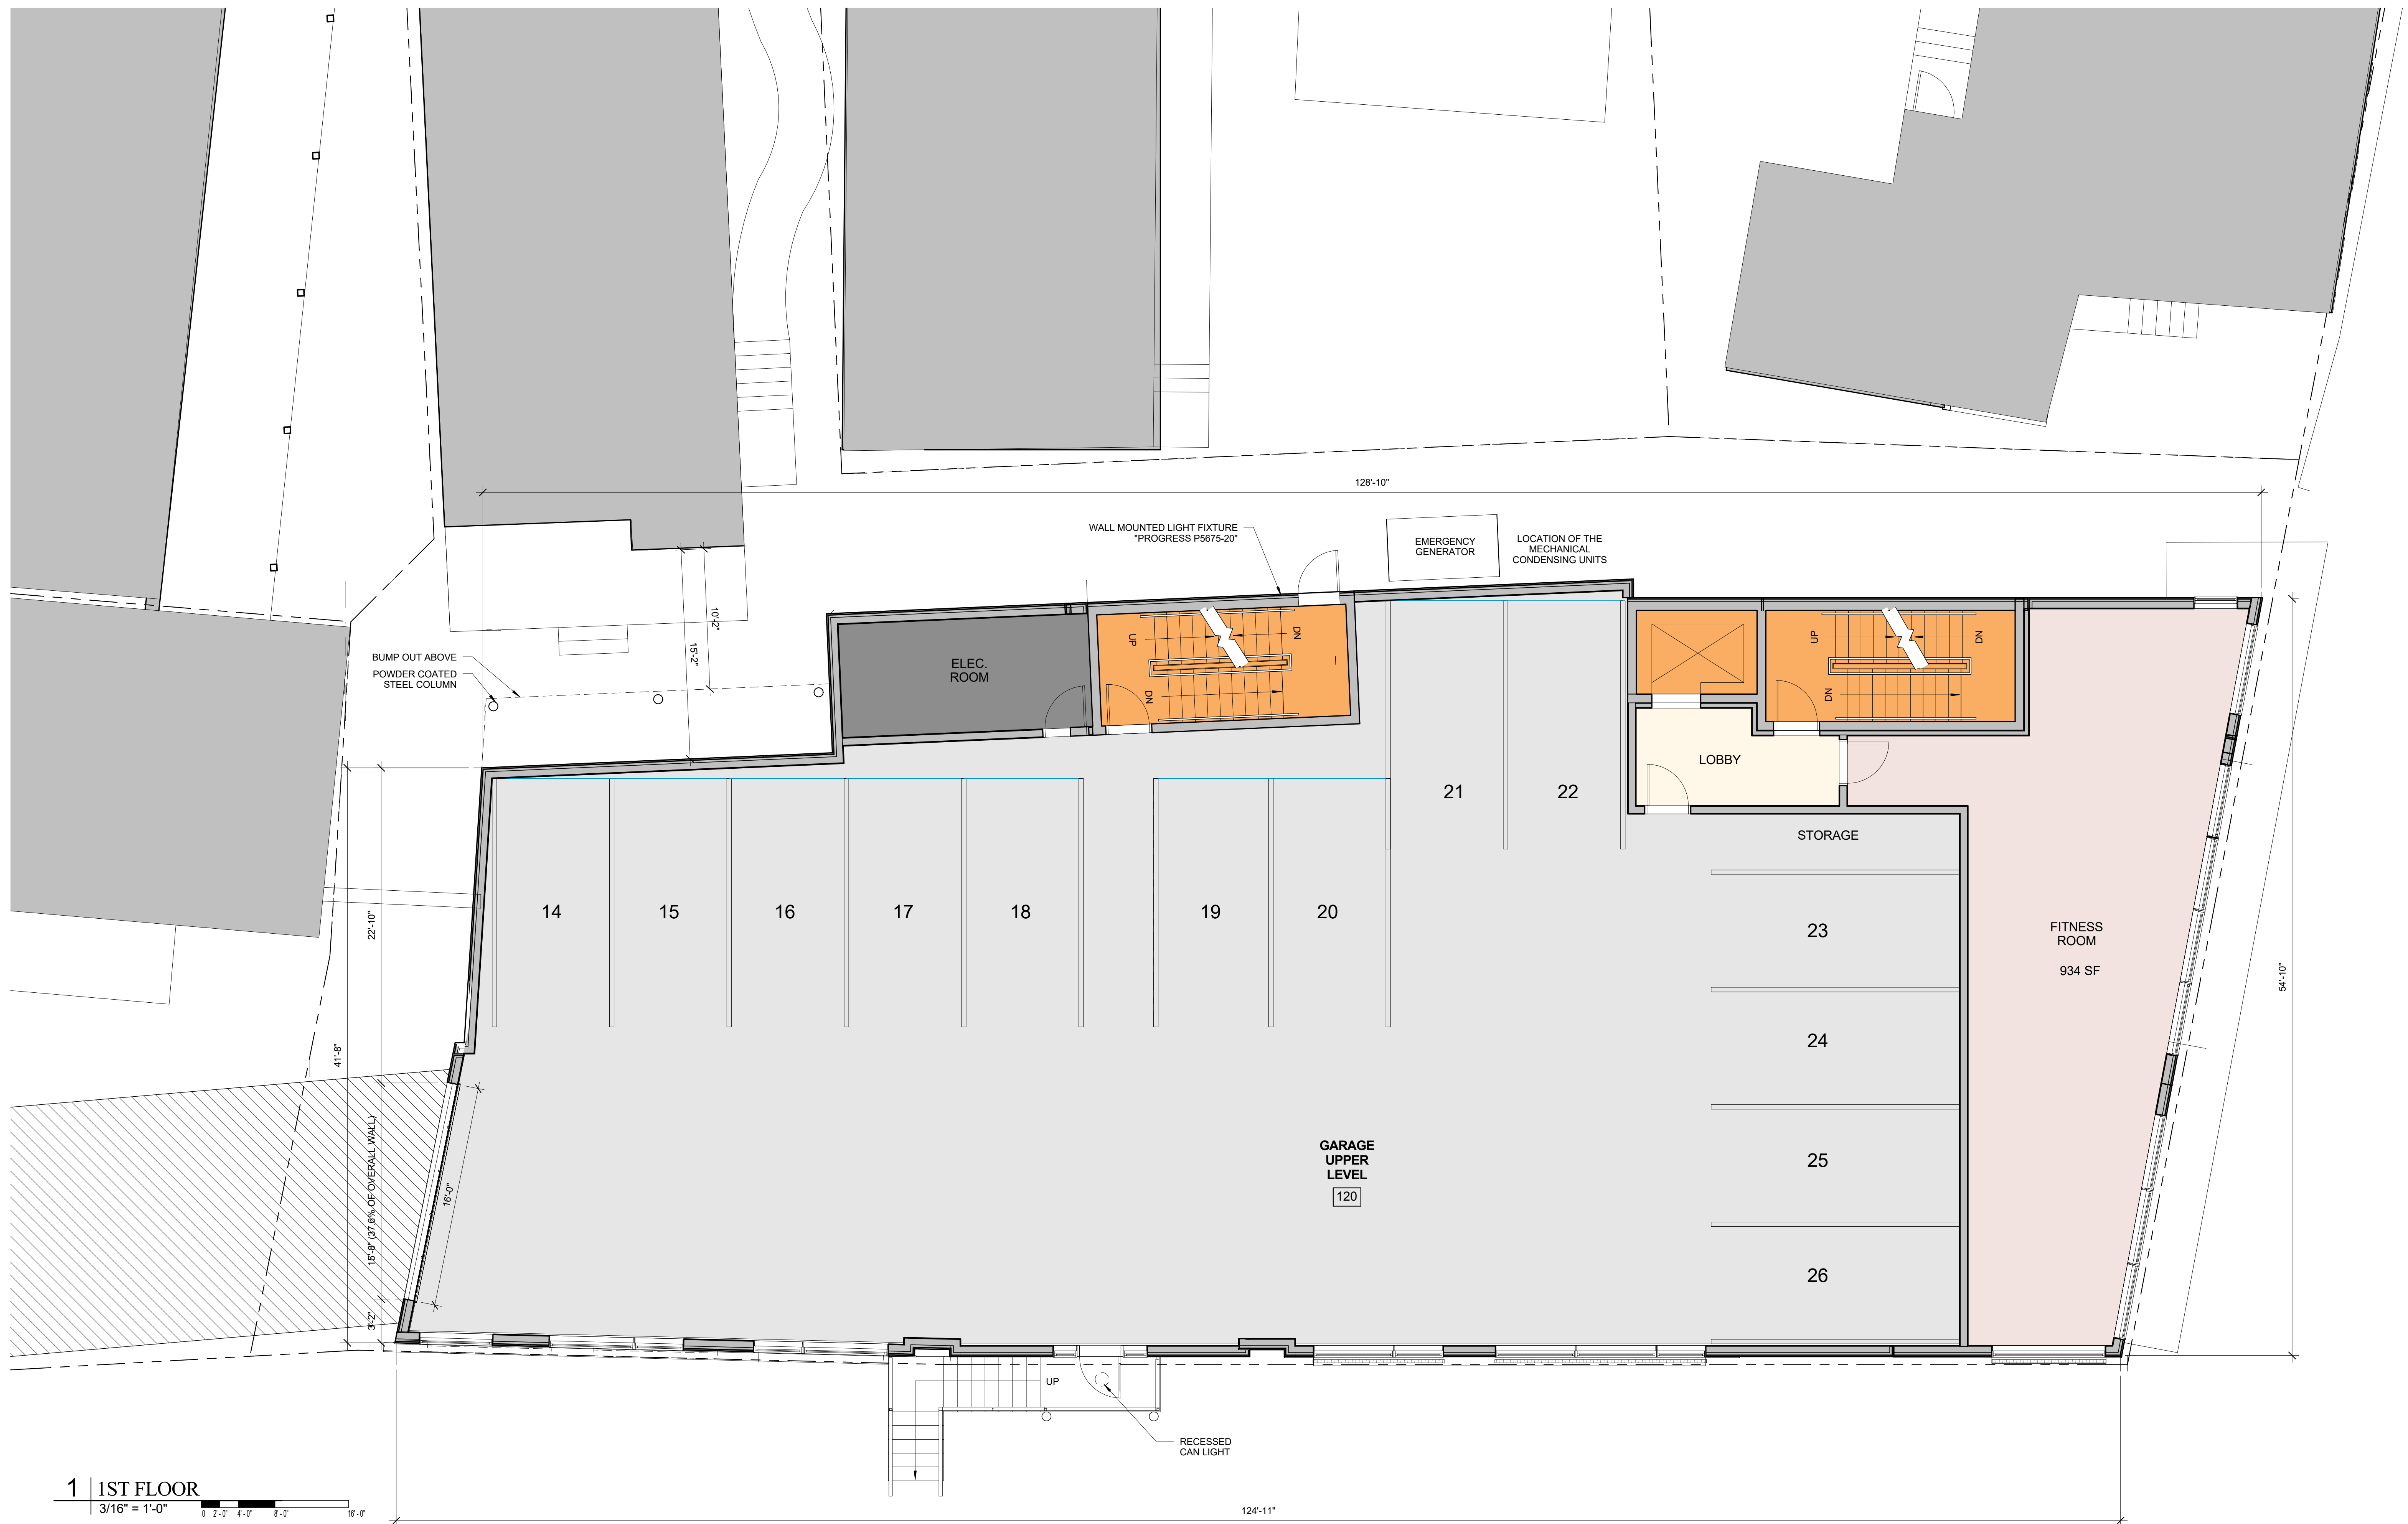 128'-10"
WALL MOUNTED LIGHT FIXTURE
"PROGRESS P5675-20"
EMERGENCY
GENERATOR
LOCATION OF THE
MECHANICAL
CONDENSING UNITS
10'-2"
15'-2"
BUMP OUT ABOVE
POWDER COATED
STEEL COLUMN
ELEC.
ROOM
UP
DN
DN
UP
DN
DN
LOBBY
STORAGE
21
22
14
15
16
17
18
19
20
23
24
25
26
FITNESS
ROOM
934 SF
54'-10"
22'-10"
41'-8"
15'-8" (37.6% OF OVERALL WALL)
16'-0"
3'-2"
GARAGE
UPPER
LEVEL
120
UP
RECESSED
CAN LIGHT
124'-11"
1 1ST FLOOR
3/16" = 1'-0"
0 2'-0" 4'-0" 8'-0" 16'-0"